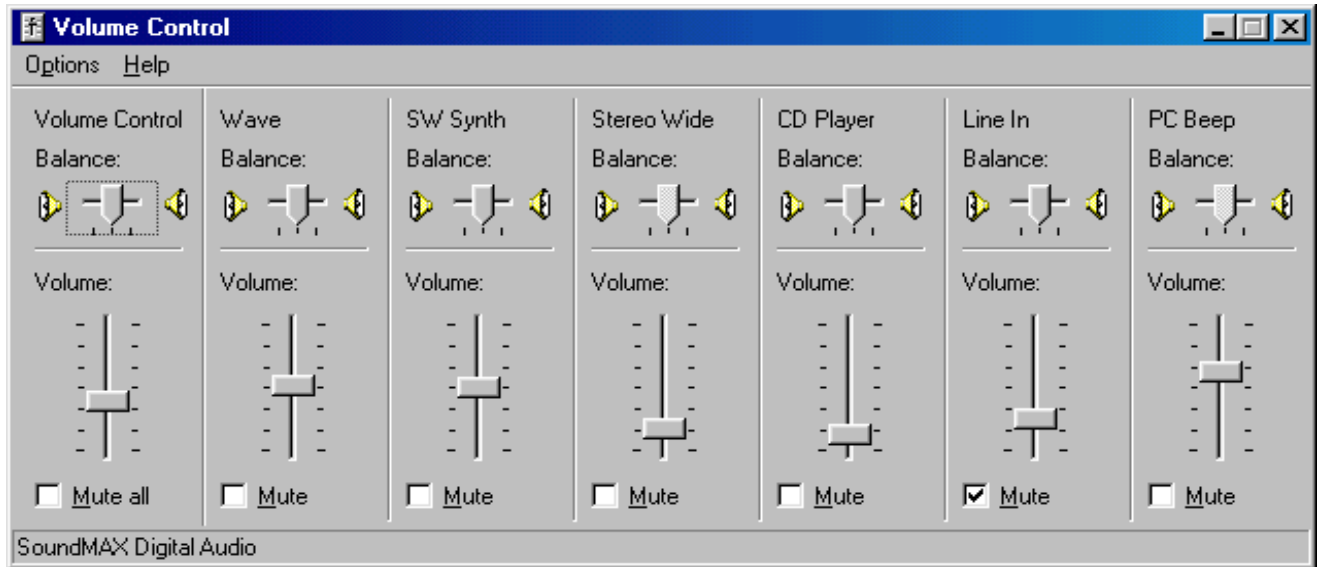 Volume Control
Options Help
Volume Control Wave SW Synth Stereo Wide CD Player Line In PC Beep
Balance: Balance: Balance: Balance: Balance: Balance: Balance:
Volume: Volume: Volume: Volume: Volume: Volume: Volume:
Mute all Mute Mute Mute Mute Mute Mute
SoundMAX Digital Audio